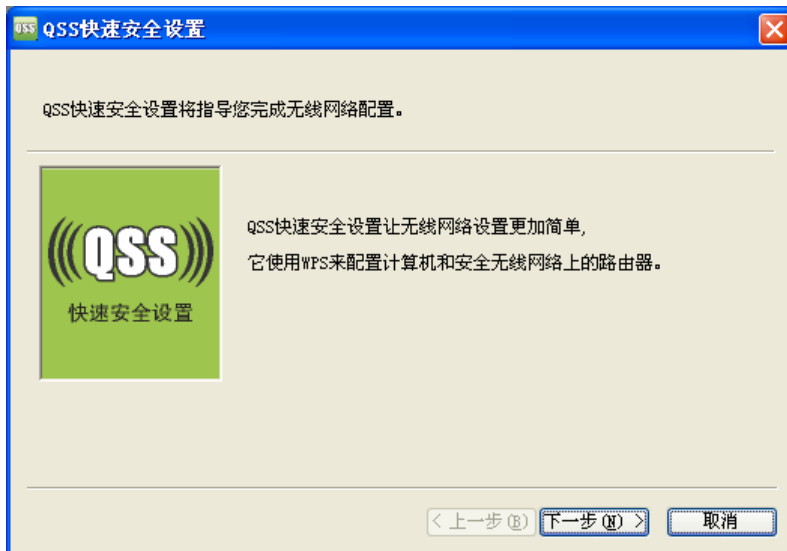 QSS QSS快速安全设置
QSS快速安全设置将指导您完成无线网络配置。
(((QSS)))
快速安全设置
QSS快速安全设置让无线网络设置更加简单,
它使用WPS来配置计算机和安全无线网络上的路由器。
< 上一步(B) 下一步(N) > 取消